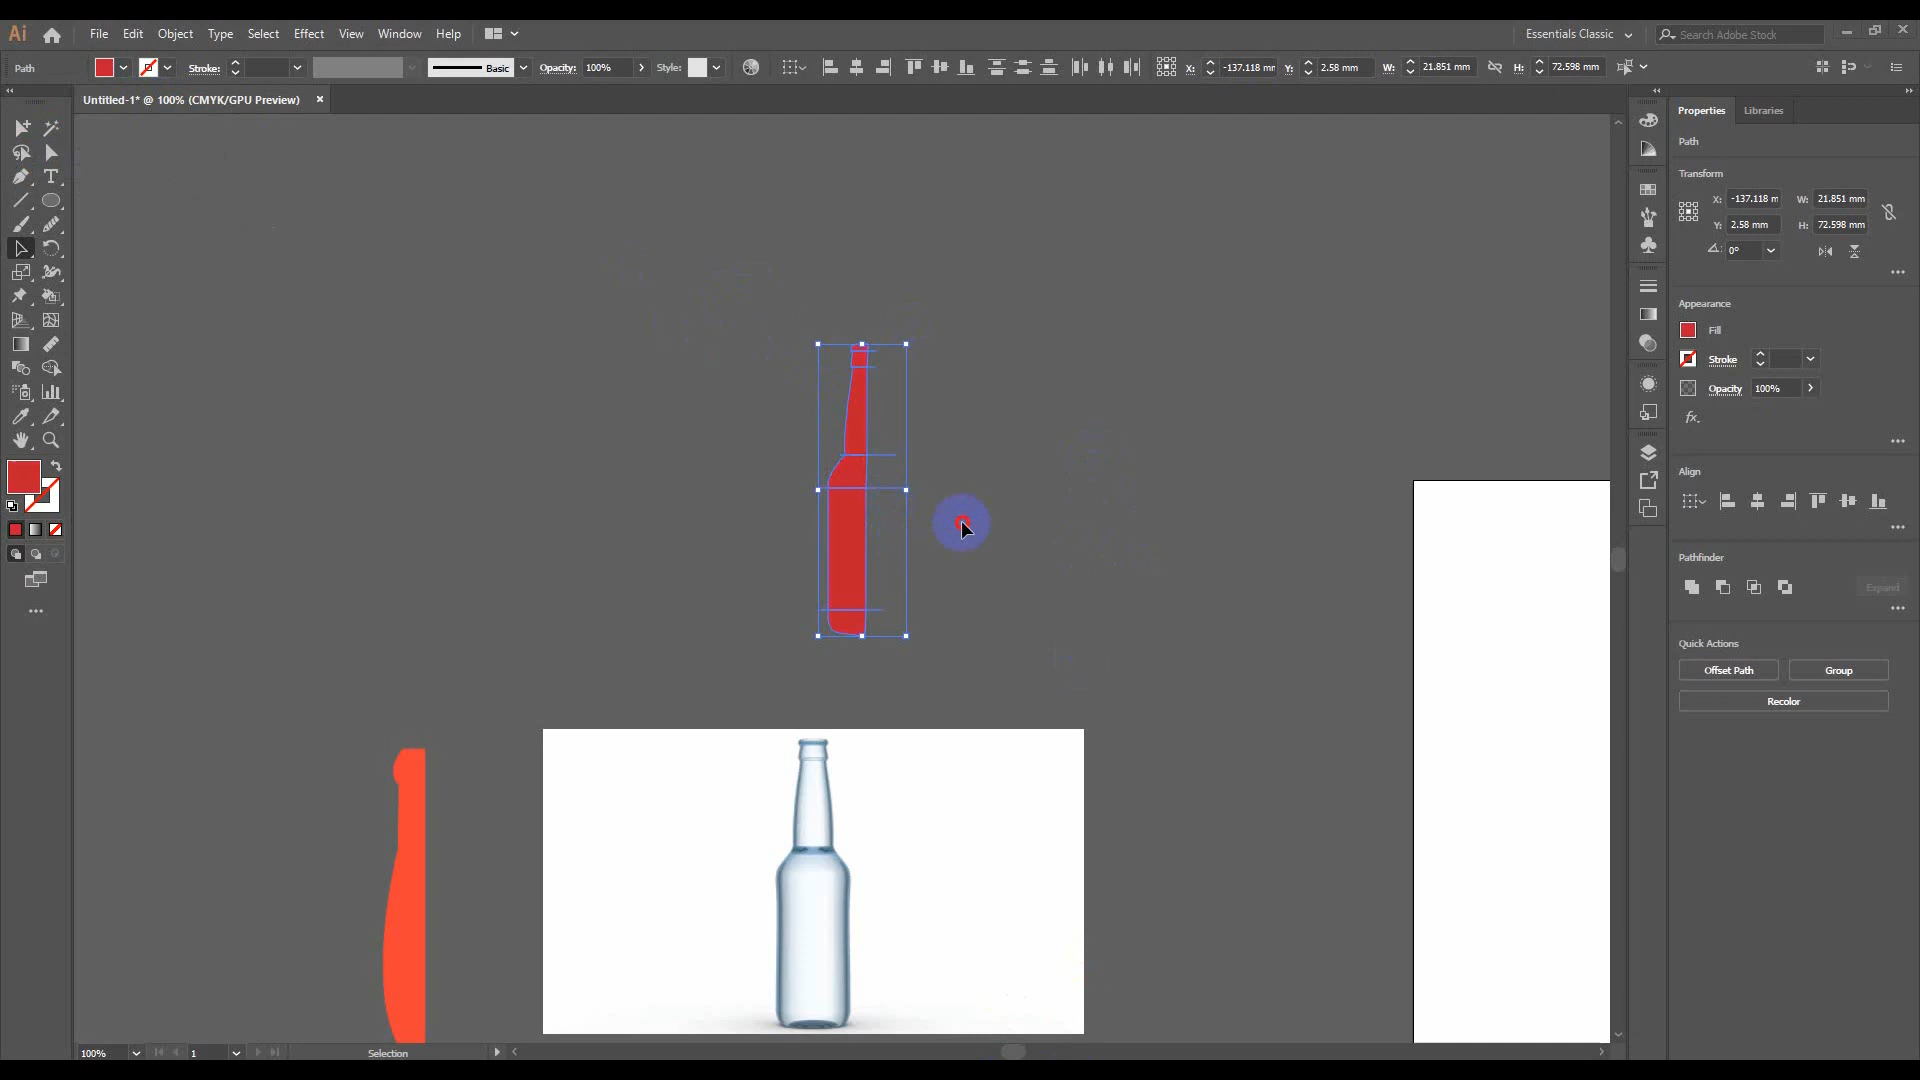 Ai File Edit Object Type Select Effect View Window Help Essentials Classic Search Adobe Stock
Path Stroke: Basic Opacity: 100% Style: X: -137.118 mm Y: 2.58 mm W: 21.851 mm H: 72.598 mm
Untitled-1* @ 100% (CMYK/GPU Preview)
Properties Libraries
Path
Transform
X: -137.118 m W: 21.851 mm
Y: 2.58 mm H: 72.598 mm
0°
Appearance
Fill
Stroke
Opacity 100%
fx.
Align
Pathfinder
Expand
Quick Actions
Offset Path Group
Recolor
100% 1 Selection